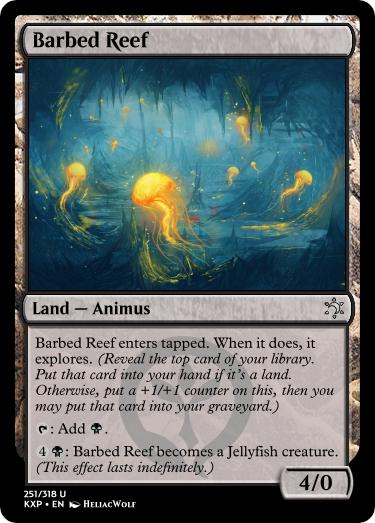 Barbed Reef
Land — Animus
Barbed Reef enters tapped. When it does, it
explores. (Reveal the top card of your library.
Put that card into your hand if it's a land.
Otherwise, put a +1/+1 counter on this, then you
may put that card into your graveyard.)
: Add .
4 : Barbed Reef becomes a Jellyfish creature.
(This effect lasts indefinitely.)
4/0
251/318 U
KXP • EN HeliacWolf